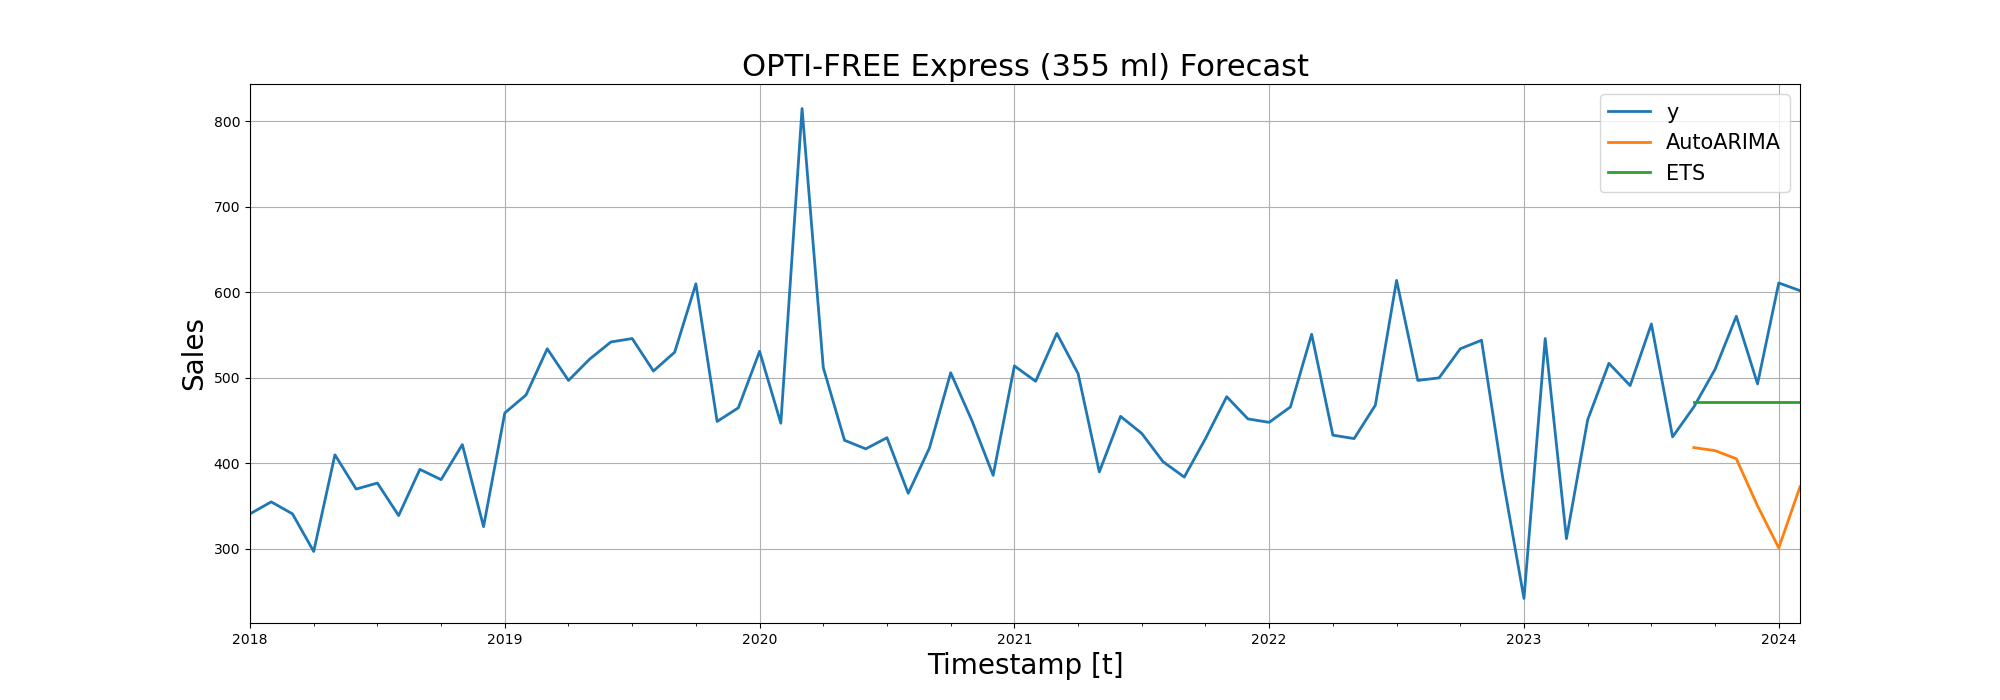 OPTI-FREE Express (355 ml) Forecast
y
AutoARIMA
ETS
Sales
800
700
600
500
400
300
2018
2019
2020
2021
2022
2023
2024
Timestamp [t]